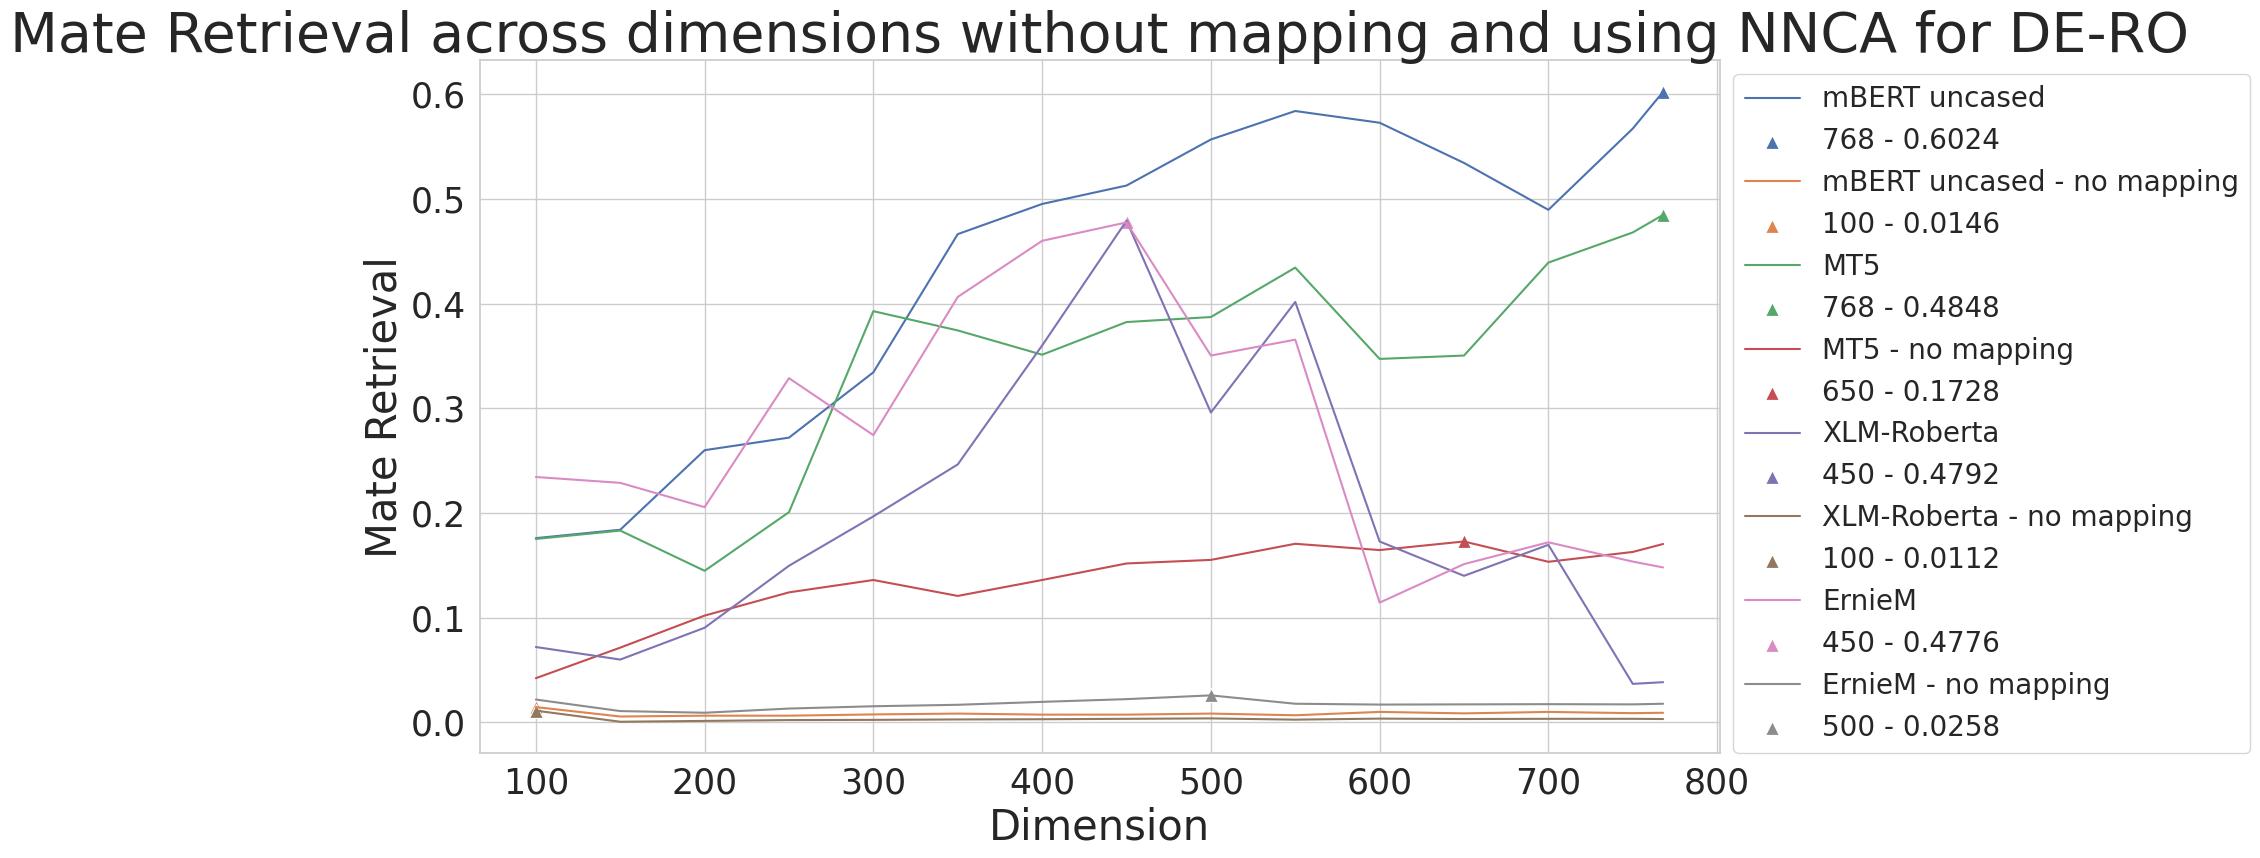 Mate Retrieval across dimensions without mapping and using NNCA for DE-RO
Mate Retrieval
0.6
0.5
0.4
0.3
0.2
0.1
0.0
100 200 300 400 500 600 700 800
Dimension
mBERT uncased
768 - 0.6024
mBERT uncased - no mapping
100 - 0.0146
MT5
768 - 0.4848
MT5 - no mapping
650 - 0.1728
XLM-Roberta
450 - 0.4792
XLM-Roberta - no mapping
100 - 0.0112
ErnieM
450 - 0.4776
ErnieM - no mapping
500 - 0.0258